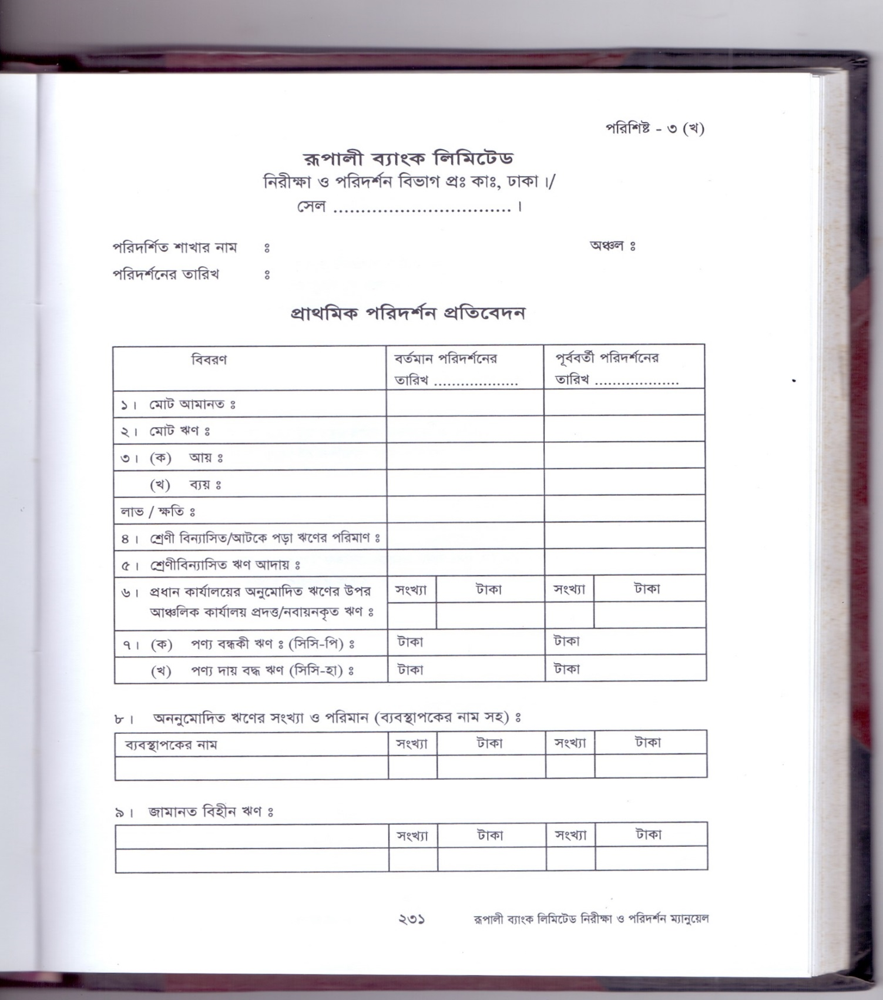 পরিশিষ্ট - ৩ (খ)
রূপালী ব্যাংক লিমিটেড
নিরীক্ষা ও পরিদর্শন বিভাগ প্রঃ কাঃ, ঢাকা ।/
সেল ................................ ।
পরিদর্শিত শাখার নাম ঃ অঞ্চল ঃ
পরিদর্শনের তারিখ ঃ
প্রাথমিক পরিদর্শন প্রতিবেদন
বিবরণ বর্তমান পরিদর্শনের পূর্ববর্তী পরিদর্শনের
তারিখ ................... তারিখ ...................
১। মোট আমানত ঃ
২। মোট ঋণ ঃ
৩। (ক) আয় ঃ
(খ) ব্যয় ঃ
লাভ / ক্ষতি ঃ
৪। শ্রেণী বিন্যাসিত/আটকে পড়া ঋণের পরিমাণ ঃ
৫। শ্রেণীবিন্যাসিত ঋণ আদায় ঃ
৬। প্রধান কার্যালয়ের অনুমোদিত ঋণের উপর সংখ্যা টাকা সংখ্যা টাকা
আঞ্চলিক কার্যালয় প্রদত্ত/নবায়নকৃত ঋণ ঃ
৭। (ক) পণ্য বন্ধকী ঋণ ঃ (সিসি-পি) ঃ টাকা টাকা
(খ) পণ্য দায় বদ্ধ ঋণ (সিসি-হা) ঃ টাকা টাকা
৮। অননুমোদিত ঋণের সংখ্যা ও পরিমান (ব্যবস্থাপকের নাম সহ) ঃ
ব্যবস্থাপকের নাম সংখ্যা টাকা সংখ্যা টাকা
৯। জামানত বিহীন ঋণ ঃ
সংখ্যা টাকা সংখ্যা টাকা
২৩১ রূপালী ব্যাংক লিমিটেড নিরীক্ষা ও পরিদর্শন ম্যানুয়েল